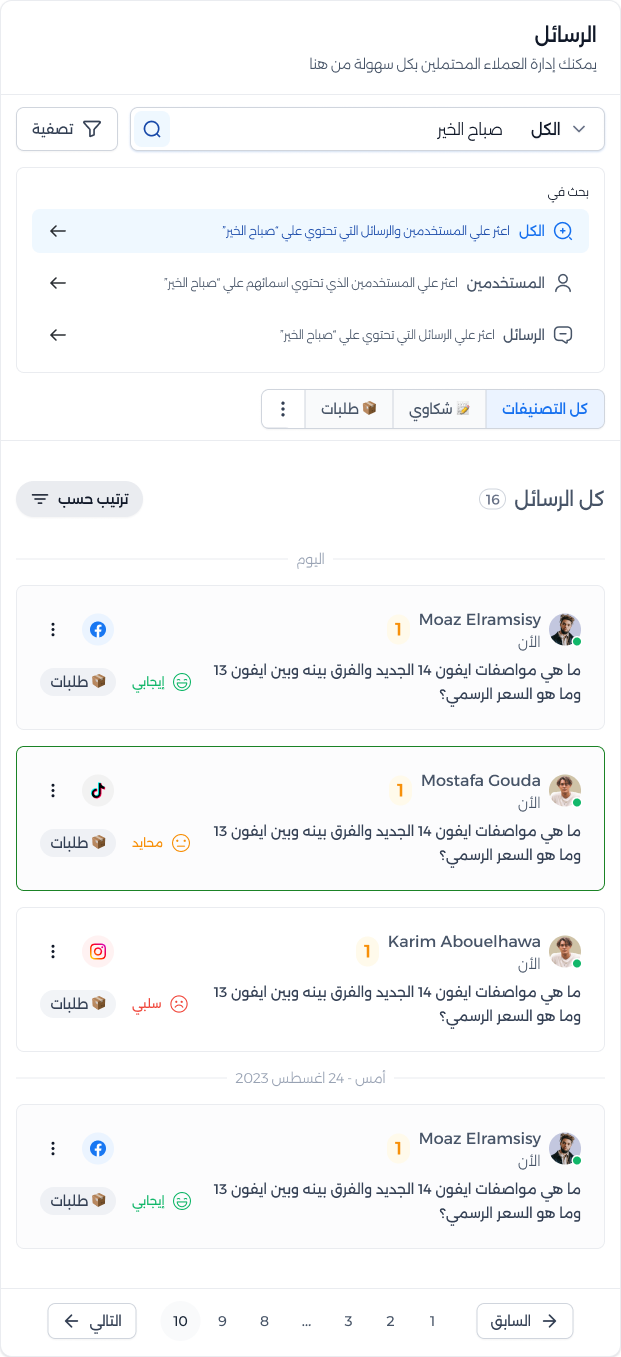 الرسائل
يمكنك إدارة العملاء المحتملين بكل سهولة من هنا
الكل صباح الخير
تصفية
بحث في
الكل اعثر علي المستخدمين والرسائل التي تحتوي علي "صباح الخير"
المستخدمين اعثر علي المستخدمين الذي تحتوي اسمائهم علي "صباح الخير"
الرسائل اعثر علي الرسائل التي تحتوي علي "صباح الخير"
كل التصنيفات 📝 شكاوي 📦 طلبات
كل الرسائل 16
ترتيب حسب
اليوم
Moaz Elramsisy 1
الأن
ما هي مواصفات ايفون 14 الجديد والفرق بينه وبين ايفون 13
وما هو السعر الرسمي؟
إيجابي 📦 طلبات
Mostafa Gouda 1
الأن
ما هي مواصفات ايفون 14 الجديد والفرق بينه وبين ايفون 13
وما هو السعر الرسمي؟
محايد 📦 طلبات
Karim Abouelhawa 1
الأن
ما هي مواصفات ايفون 14 الجديد والفرق بينه وبين ايفون 13
وما هو السعر الرسمي؟
سلبي 📦 طلبات
أمس - 24 اغسطس 2023
Moaz Elramsisy 1
الأن
ما هي مواصفات ايفون 14 الجديد والفرق بينه وبين ايفون 13
وما هو السعر الرسمي؟
إيجابي 📦 طلبات
السابق 1 2 3 ... 8 9 10 التالي